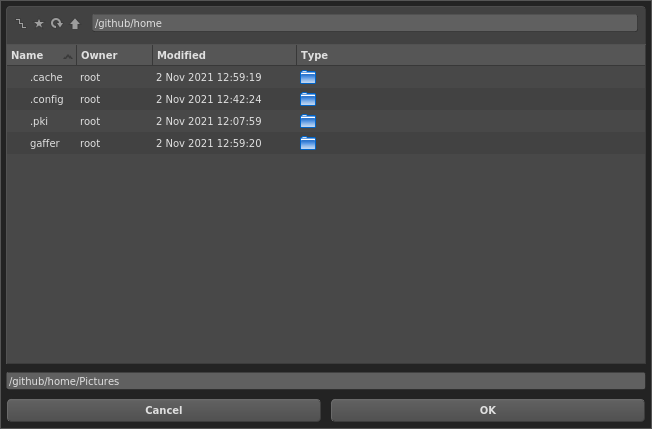 /github/home
Name Owner Modified Type
.cache root 2 Nov 2021 12:59:19
.config root 2 Nov 2021 12:42:24
.pki root 2 Nov 2021 12:07:59
gaffer root 2 Nov 2021 12:59:20
/github/home/Pictures
Cancel OK